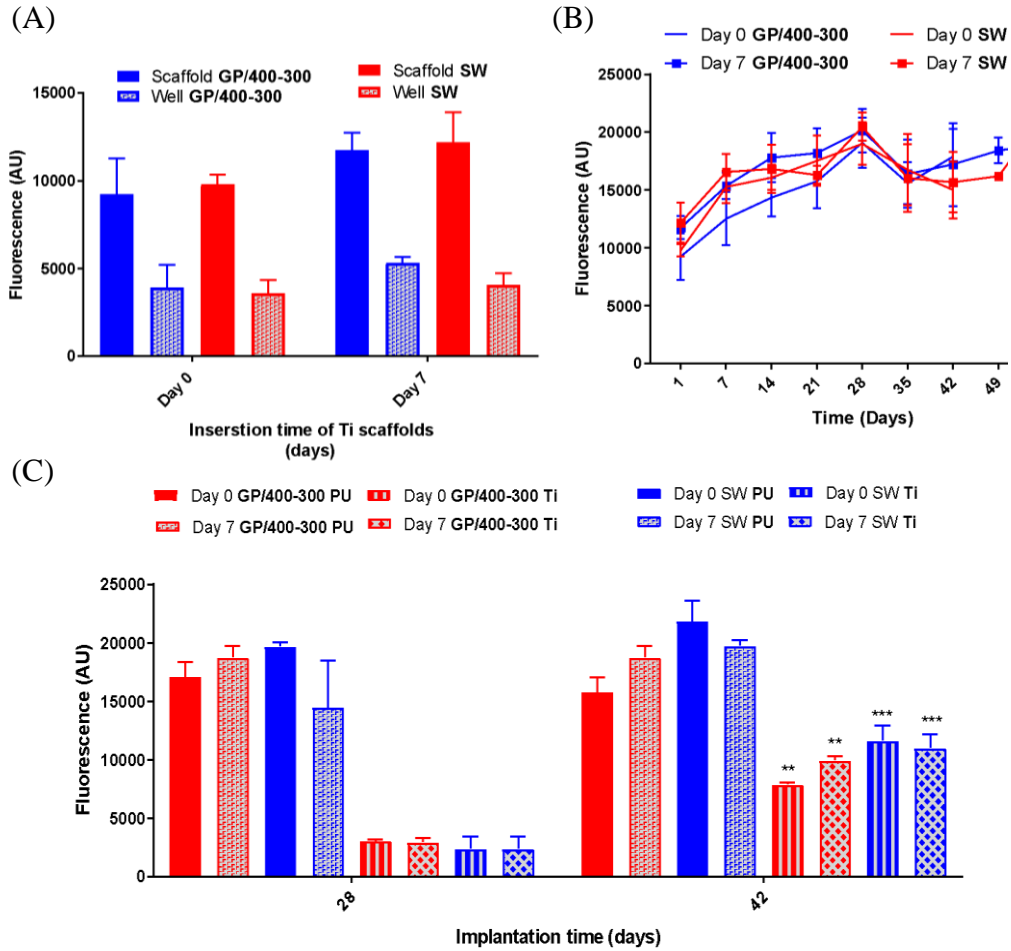 (A)
Scaffold GP/400-300
Well GP/400-300
Scaffold SW
Well SW
15000
10000
5000
0
Fluorescence (AU)
Day 0
Day 7
Inserstion time of Ti scaffolds
(days)
(B)
Day 0 GP/400-300
Day 7 GP/400-300
Day 0 SW
Day 7 SW
25000
20000
15000
10000
5000
0
Fluorescence (AU)
1
7
14
21
28
35
42
49
Time (Days)
(C)
Day 0 GP/400-300 PU
Day 0 GP/400-300 Ti
Day 7 GP/400-300 PU
Day 7 GP/400-300 Ti
Day 0 SW PU
Day 0 SW Ti
Day 7 SW PU
Day 7 SW Ti
25000
20000
15000
10000
5000
0
Fluorescence (AU)
**
**
***
***
28
42
Implantation time (days)